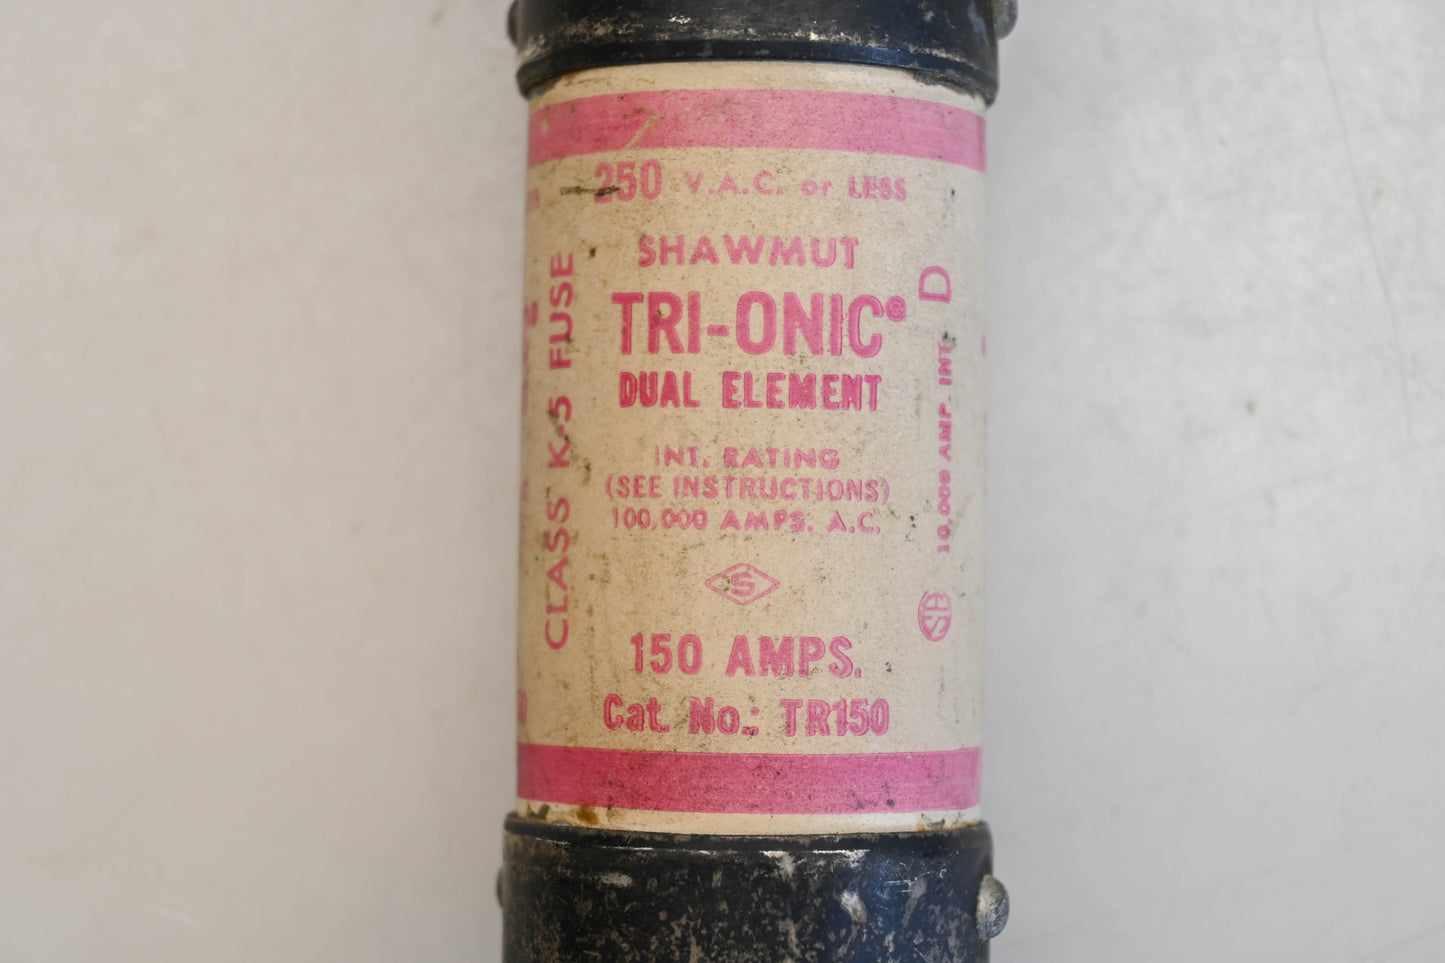 250 V.A.C. or LESS
SHAWMUT
TRI-ONIC®
DUAL ELEMENT
INT. RATING
(SEE INSTRUCTIONS)
100,000 AMPS. A.C.
S
150 AMPS.
Cat. No.: TR150
CLASS K-5 FUSE
10,000 AMP. INT. D